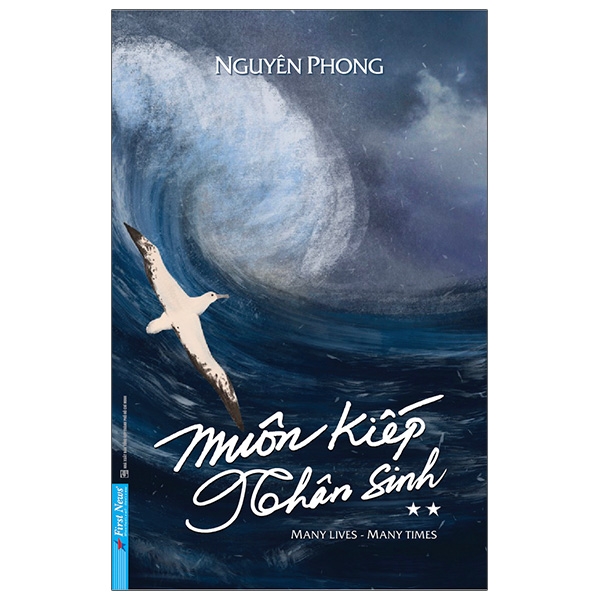 NGUYÊN PHONG
muôn kiếp
Nhân sinh
★★
MANY LIVES - MANY TIMES
First News